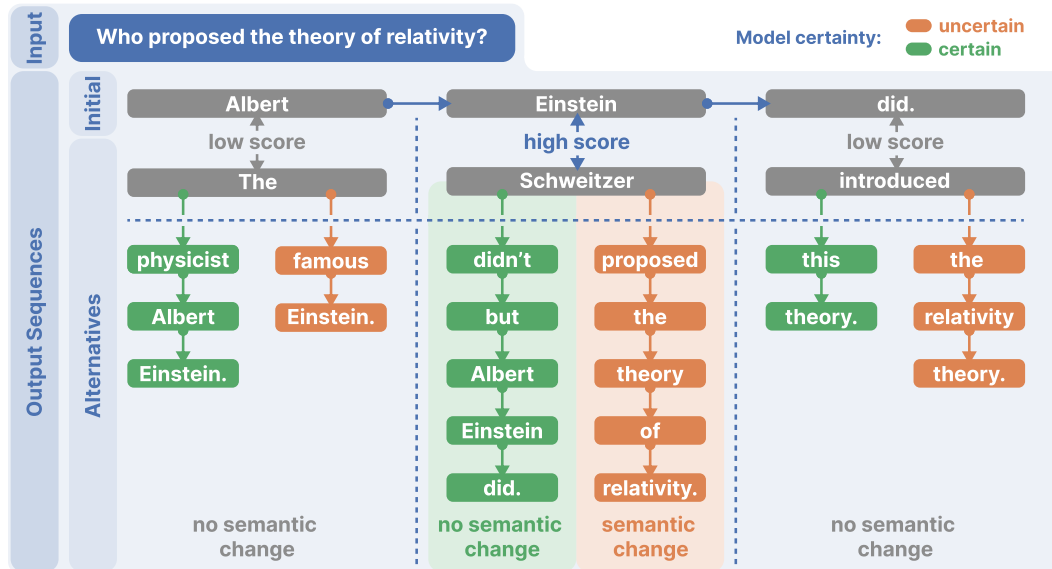 Input
Who proposed the theory of relativity?
Model certainty:
uncertain
certain
Output Sequences
Initial
Albert
Einstein
did.
low score
high score
low score
Alternatives
The
Schweitzer
introduced
physicist
Albert
Einstein.
famous
Einstein.
didn’t
but
Albert
Einstein
did.
proposed
the
theory
of
relativity.
this
theory.
the
relativity
theory.
no semantic
change
no semantic
change
semantic
change
no semantic
change